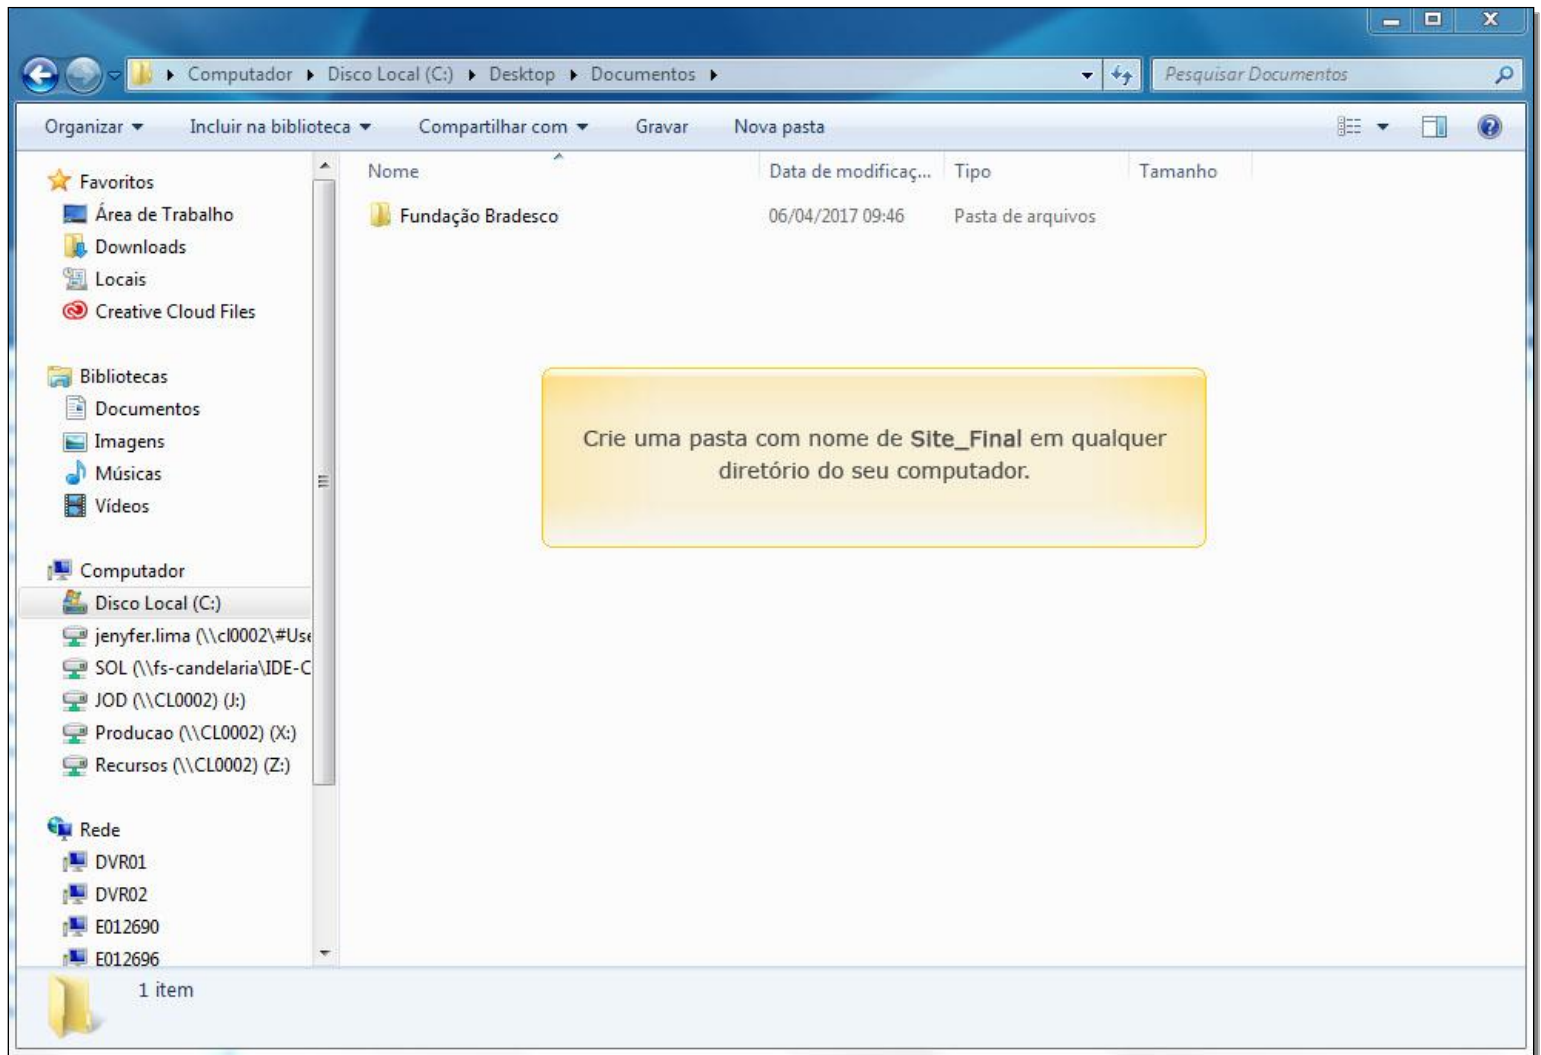 Computador ▸ Disco Local (C:) ▸ Desktop ▸ Documentos ▸
Pesquisar Documentos
Organizar Incluir na biblioteca Compartilhar com Gravar Nova pasta
Nome Data de modificaç... Tipo Tamanho
Fundação Bradesco 06/04/2017 09:46 Pasta de arquivos
Favoritos
Área de Trabalho
Downloads
Locais
Creative Cloud Files
Bibliotecas
Documentos
Imagens
Músicas
Vídeos
Computador
Disco Local (C:)
jenyfer.lima (\\cl0002\#Use
SOL (\\fs-candelaria\IDE-C
JOD (\\CL0002) (J:)
Producao (\\CL0002) (X:)
Recursos (\\CL0002) (Z:)
Rede
DVR01
DVR02
E012690
E012696
Crie uma pasta com nome de Site_Final em qualquer
diretório do seu computador.
1 item